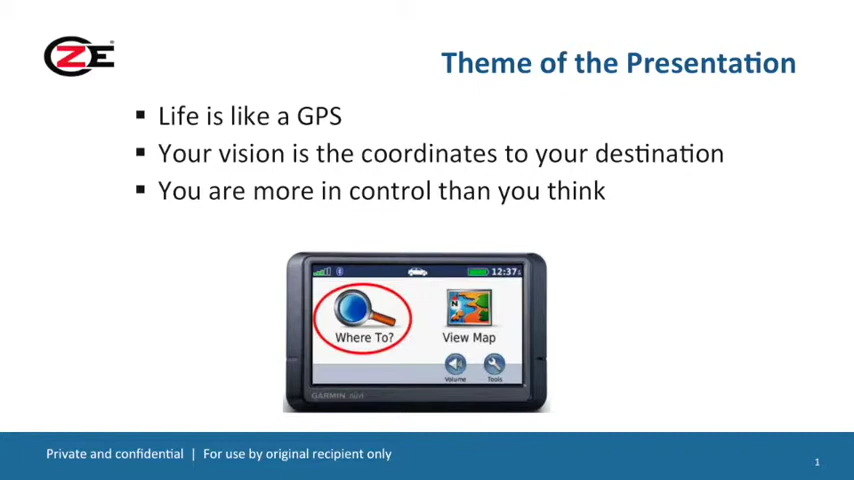 OZE
Theme of the Presentation
▪ Life is like a GPS
▪ Your vision is the coordinates to your destination
▪ You are more in control than you think
12:37
Where To?
View Map
N
Volume
Tools
GARMIN nüvi
Private and confidential | For use by original recipient only
1